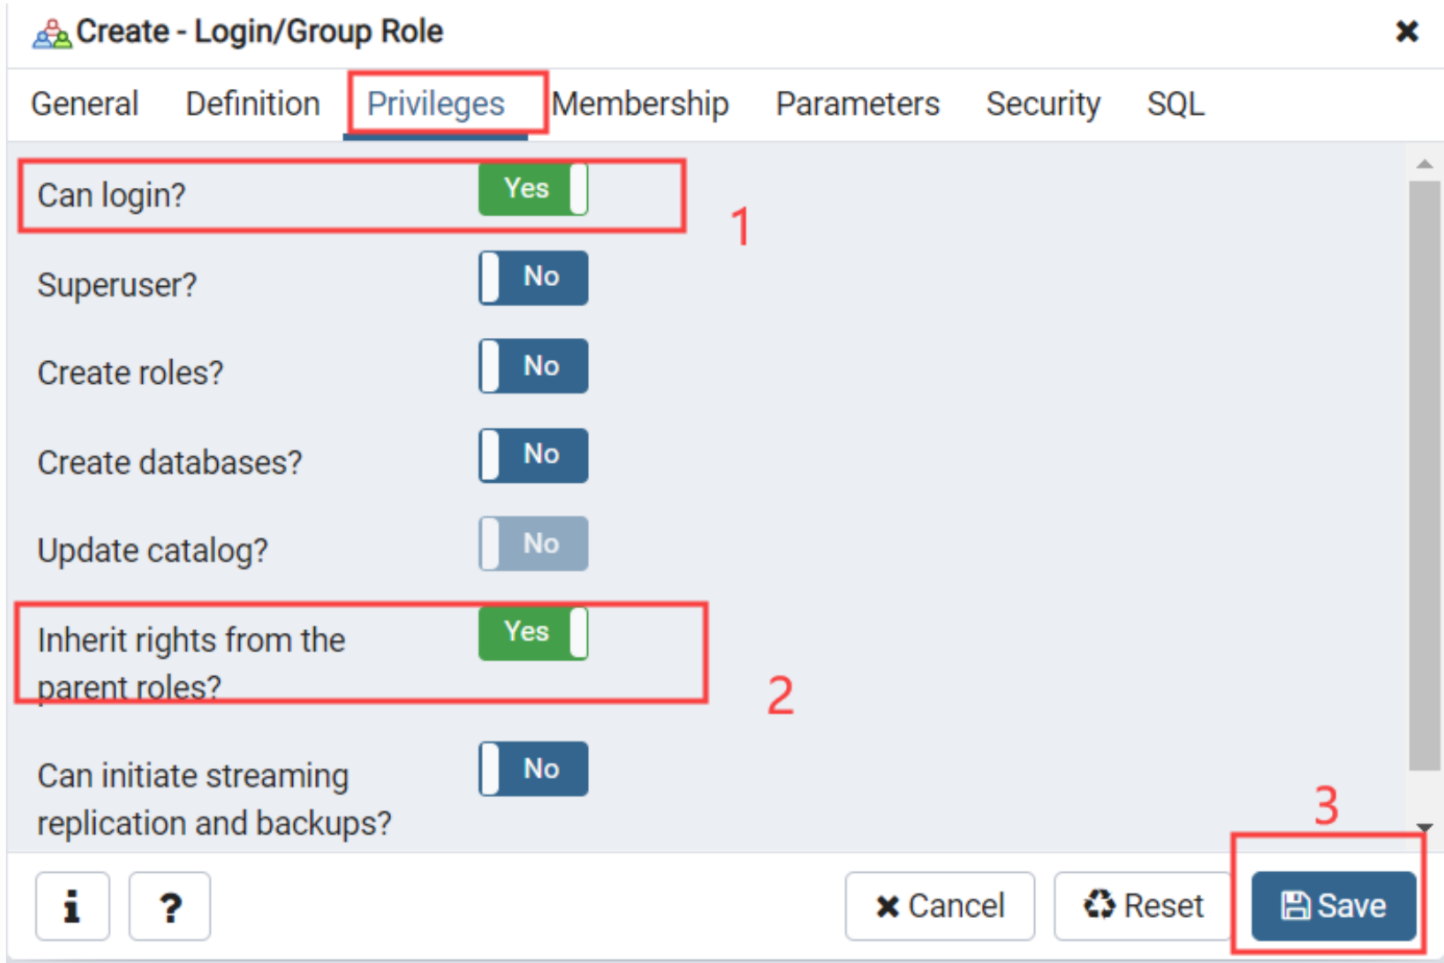 Create - Login/Group Role
General Definition Privileges Membership Parameters Security SQL
Can login? Yes
1
Superuser? No
Create roles? No
Create databases? No
Update catalog? No
Inherit rights from the Yes
parent roles?
2
Can initiate streaming No
replication and backups?
3
i ? Cancel Reset Save